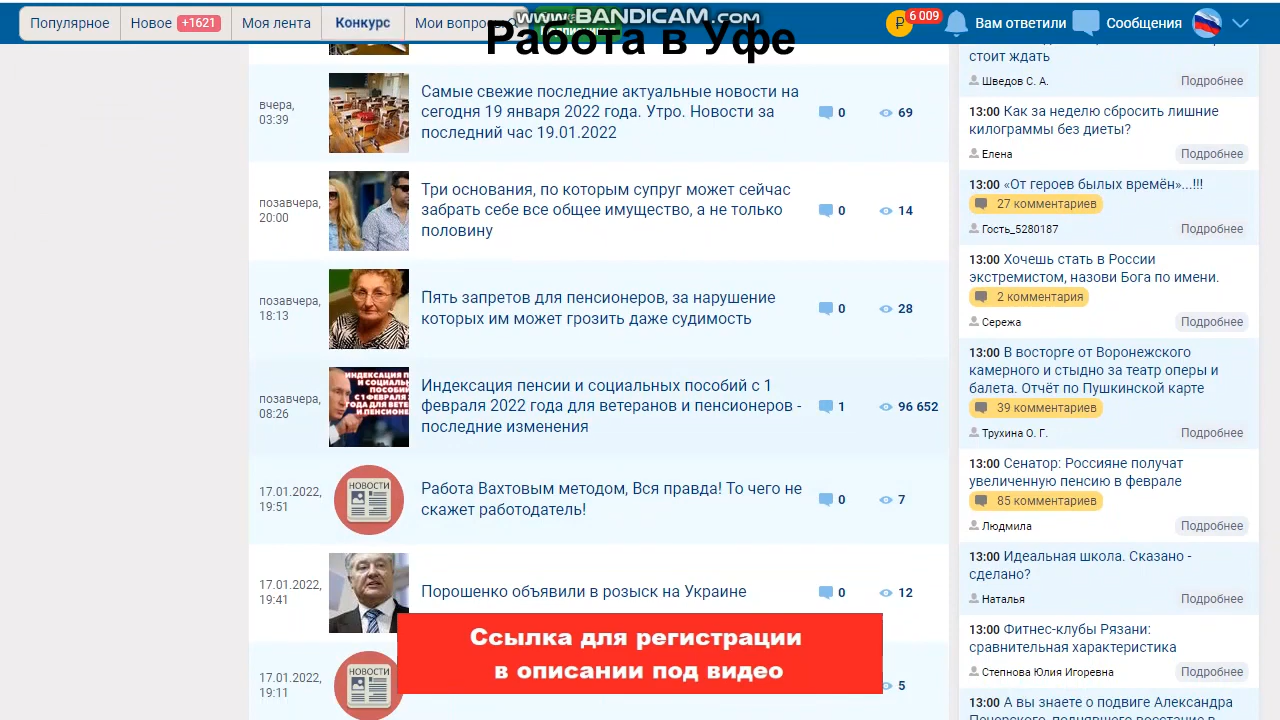 Популярное
Новое +1621
Моя лента
Конкурс
Мои вопросы
www.BANDICAM.com
Работа в Уфе
6 009
Вам ответили
Сообщения
вчера,
03:39
Самые свежие последние актуальные новости на
сегодня 19 января 2022 года. Утро. Новости за
последний час 19.01.2022
0
69
позавчера,
20:00
Три основания, по которым супруг может сейчас
забрать себе все общее имущество, а не только
половину
0
14
позавчера,
18:13
Пять запретов для пенсионеров, за нарушение
которых им может грозить даже судимость
0
28
позавчера,
08:26
Индексация пенсии и социальных пособий с 1
февраля 2022 года для ветеранов и пенсионеров -
последние изменения
1
96 652
17.01.2022,
19:51
НОВОСТИ
Работа Вахтовым методом, Вся правда! То чего не
скажет работодатель!
0
7
17.01.2022,
19:41
Порошенко объявили в розыск на Украине
0
12
17.01.2022,
19:11
НОВОСТИ
5
Ссылка для регистрации
в описании под видео
стоит ждать
Шведов С. А.
Подробнее
13:00 Как за неделю сбросить лишние
килограммы без диеты?
Елена
Подробнее
13:00 «От героев былых времён»...!!!
27 комментариев
Гость_5280187
Подробнее
13:00 Хочешь стать в России
экстремистом, назови Бога по имени.
2 комментария
Сережа
Подробнее
13:00 В восторге от Воронежского
камерного и стыдно за театр оперы и
балета. Отчёт по Пушкинской карте
39 комментариев
Трухина О. Г.
Подробнее
13:00 Сенатор: Россияне получат
увеличенную пенсию в феврале
85 комментариев
Людмила
Подробнее
13:00 Идеальная школа. Сказано -
сделано?
Наталья
Подробнее
13:00 Фитнес-клубы Рязани:
сравнительная характеристика
Степнова Юлия Игоревна
Подробнее
13:00 А вы знаете о подвиге Александра